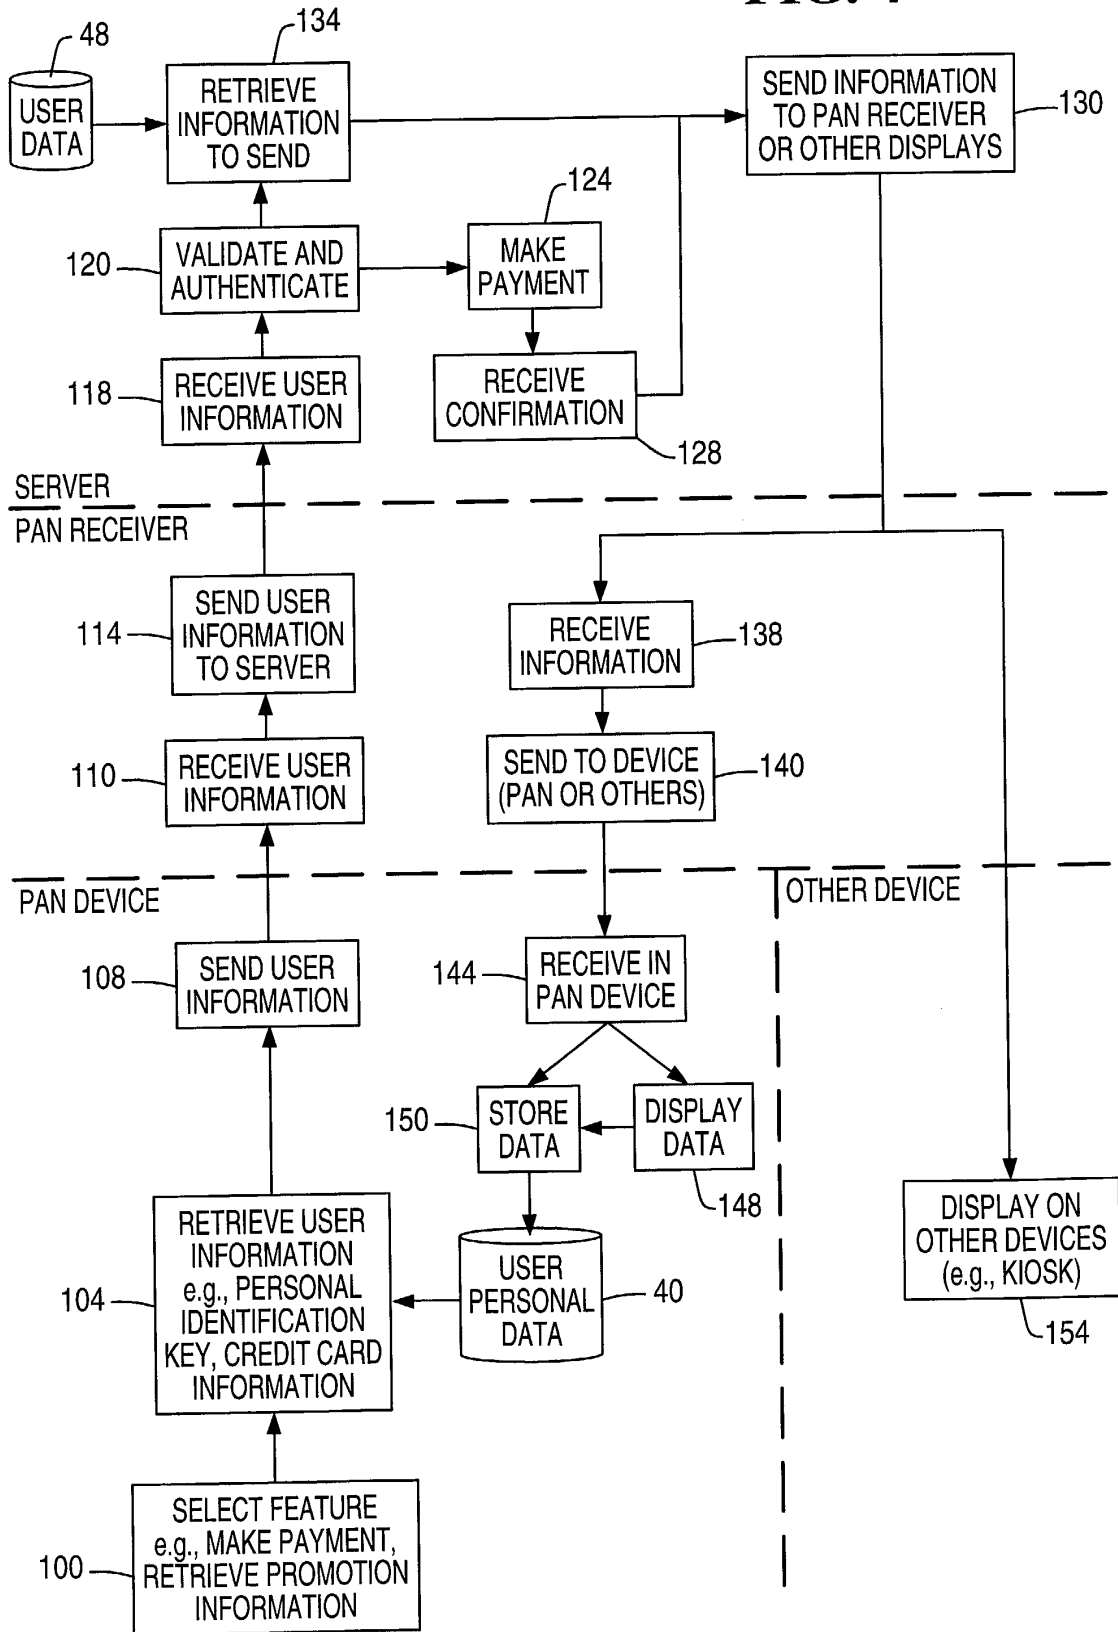 48
USER
DATA
134
RETRIEVE
INFORMATION
TO SEND
SEND INFORMATION
TO PAN RECEIVER
OR OTHER DISPLAYS
130
120
VALIDATE AND
AUTHENTICATE
124
MAKE
PAYMENT
118
RECEIVE USER
INFORMATION
RECEIVE
CONFIRMATION
128
SERVER
PAN RECEIVER
114
SEND USER
INFORMATION
TO SERVER
RECEIVE
INFORMATION
138
110
RECEIVE USER
INFORMATION
SEND TO DEVICE
(PAN OR OTHERS)
140
PAN DEVICE
OTHER DEVICE
108
SEND USER
INFORMATION
144
RECEIVE IN
PAN DEVICE
150
STORE
DATA
DISPLAY
DATA
148
104
RETRIEVE USER
INFORMATION
e.g., PERSONAL
IDENTIFICATION
KEY, CREDIT CARD
INFORMATION
USER
PERSONAL
DATA
40
DISPLAY ON
OTHER DEVICES
(e.g., KIOSK)
154
100
SELECT FEATURE
e.g., MAKE PAYMENT,
RETRIEVE PROMOTION
INFORMATION